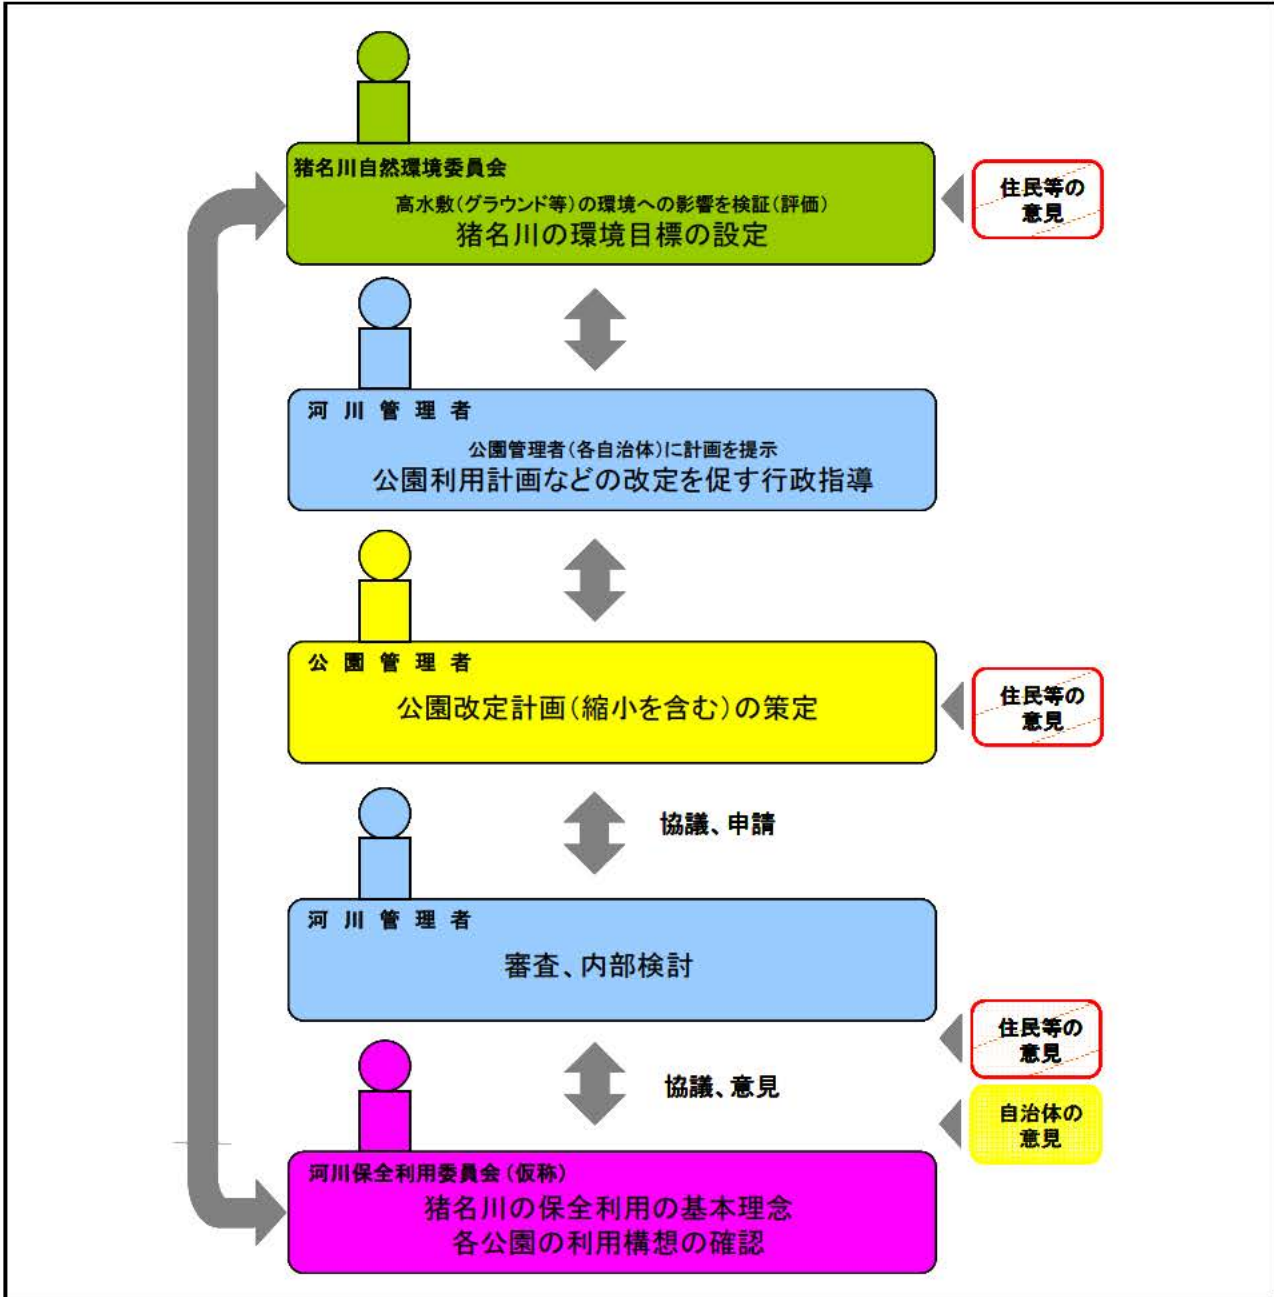 猪名川自然環境委員会
高水敷(グラウンド等)の環境への影響を検証(評価)
猪名川の環境目標の設定
住民等の
意見
河川管理者
公園管理者(各自治体)に計画を提示
公園利用計画などの改定を促す行政指導
公園管理者
公園改定計画(縮小を含む)の策定
住民等の
意見
協議、申請
河川管理者
審査、内部検討
住民等の
意見
協議、意見
自治体の
意見
河川保全利用委員会(仮称)
猪名川の保全利用の基本理念
各公園の利用構想の確認